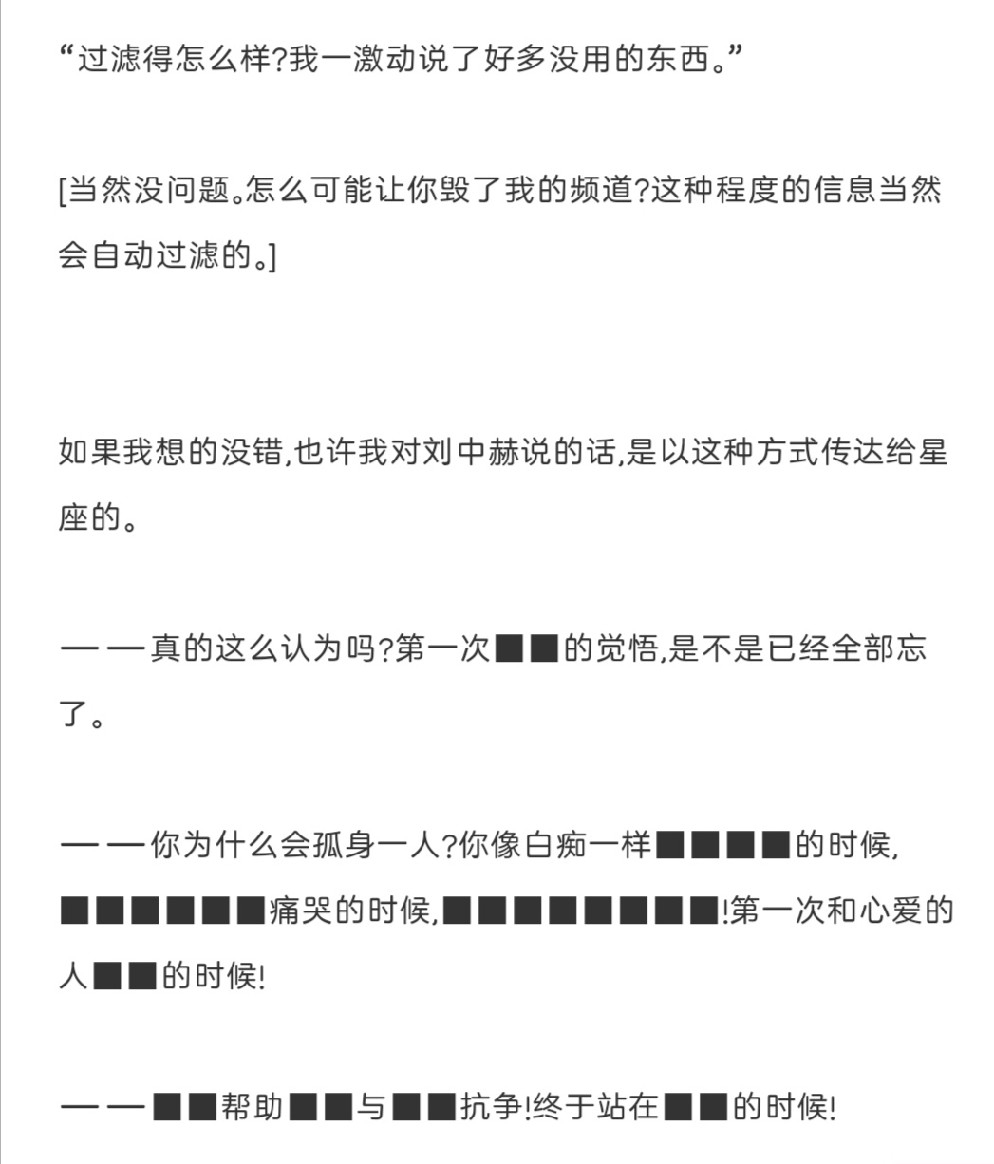 “过滤得怎么样?我一激动说了好多没用的东西。”
[当然没问题。怎么可能让你毁了我的频道?这种程度的信息当然
会自动过滤的。]
如果我想的没错,也许我对刘中赫说的话,是以这种方式传达给星
座的。
——真的这么认为吗?第一次■■的觉悟,是不是已经全部忘
了。
——你为什么会孤身一人?你像白痴一样■■■■的时候,
■■■■■■痛哭的时候,■■■■■■■■!第一次和心爱的
人■■的时候!
——■■帮助■■与■■抗争!终于站在■■的时候!